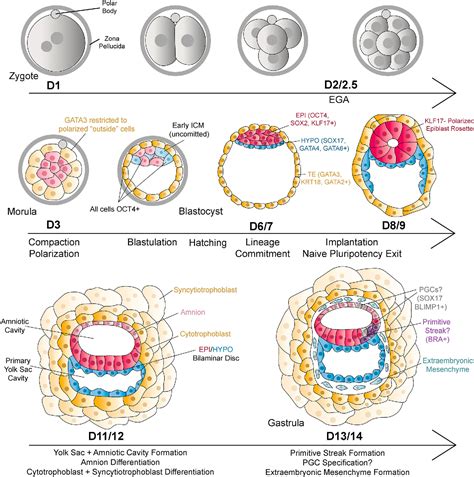 Polar
Body
Zona
Pellucida
Zygote
D1
D2/2.5
EGA
GATA3 restricted to
polarized "outside" cells
Early ICM
(uncomitted)
EPI (OCT4,
SOX2, KLF17+)
HYPO (SOX17,
GATA4, GATA6+)
TE (GATA3,
KRT18, GATA2+)
KLF17- Polarized
Epiblast Rosette
All cells OCT4+
Morula
Blastocyst
D3
D6/7
D8/9
Compaction
Polarization
Blastulation
Hatching
Lineage
Commitment
Implantation
Naive Pluripotency Exit
Syncytiotrophoblast
Amniotic
Cavity
Amnion
Cytotrophoblast
EPI/HYPO
Bilaminar Disc
Primary
Yolk Sac
Cavity
PGCs?
(SOX17
BLIMP1+)
Primitive
Streak?
(BRA+)
Extraembryonic
Mesenchyme
Gastrula
D11/12
D13/14
Yolk Sac + Amniotic Cavity Formation
Amnion Differentiation
Cytotrophoblast + Syncytiotrophoblast Differentiation
Primitive Streak Formation
PGC Specification?
Extraembryonic Mesenchyme Formation